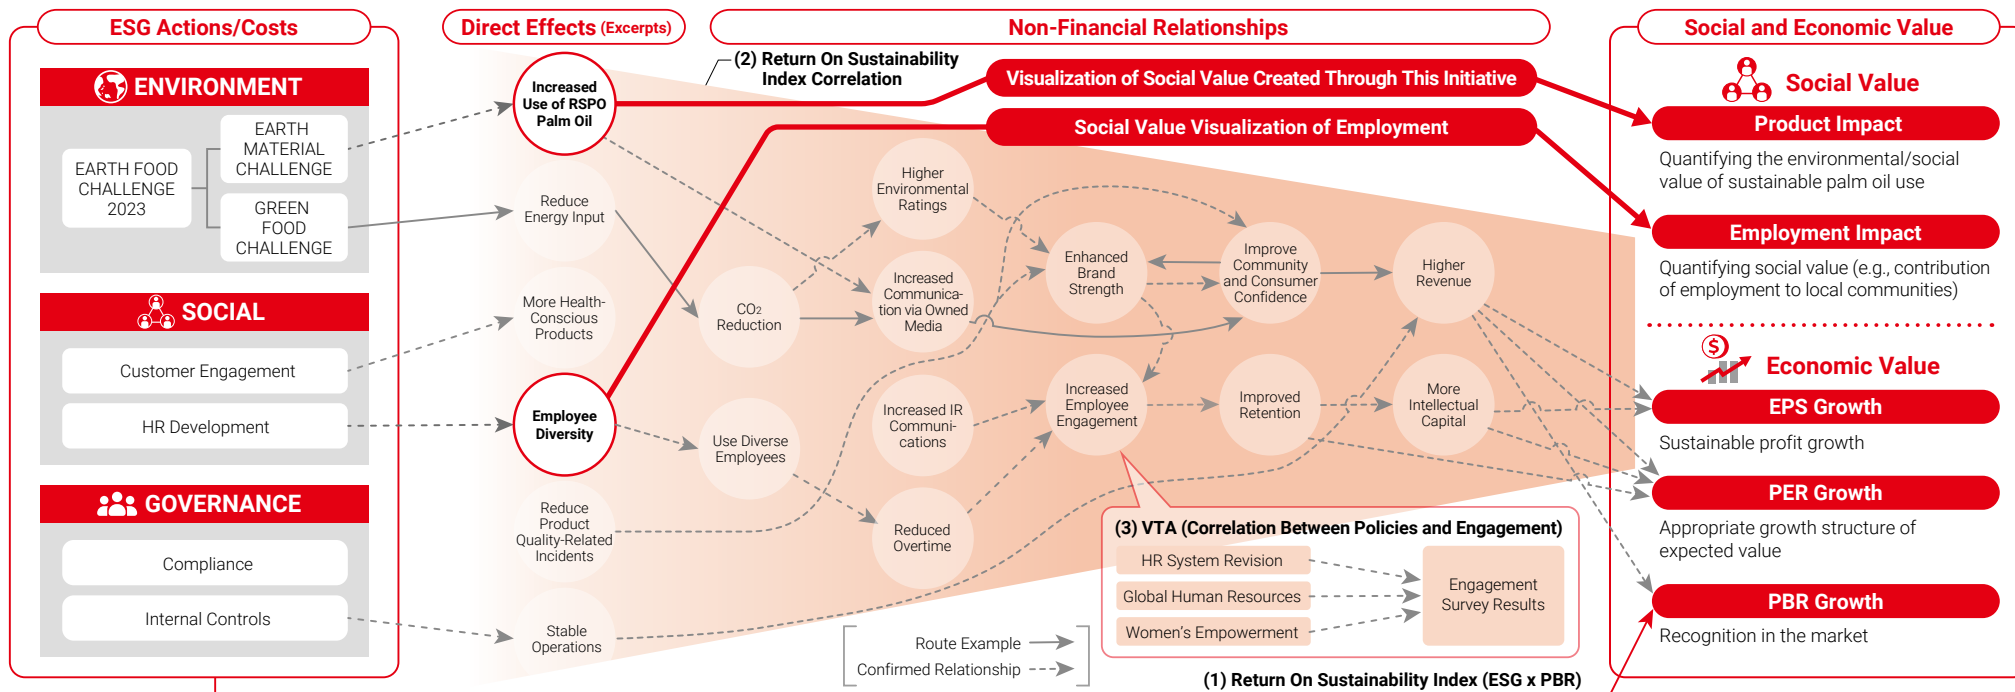 ESG Actions/Costs
ENVIRONMENT
EARTH FOOD
CHALLENGE
2023
EARTH
MATERIAL
CHALLENGE
GREEN
FOOD
CHALLENGE
SOCIAL
Customer Engagement
HR Development
GOVERNANCE
Compliance
Internal Controls
Direct Effects (Excerpts)
Increased
Use of RSPO
Palm Oil
Reduce
Energy Input
More Health-
Conscious
Products
Employee
Diversity
Reduce
Product
Quality-Related
Incidents
Stable
Operations
Non-Financial Relationships
(2) Return On Sustainability
Index Correlation
Visualization of Social Value Created Through This Initiative
Social Value Visualization of Employment
CO2
Reduction
Use Diverse
Employees
Higher
Environmental
Ratings
Increased
Communica-
tion via Owned
Media
Increased IR
Communi-
cations
Reduced
Overtime
Enhanced
Brand
Strength
Increased
Employee
Engagement
Improve
Community
and Consumer
Confidence
Improved
Retention
Higher
Revenue
More
Intellectual
Capital
(3) VTA (Correlation Between Policies and Engagement)
HR System Revision
Global Human Resources
Women's Empowerment
Engagement
Survey Results
Route Example
Confirmed Relationship
(1) Return On Sustainability Index (ESG x PBR)
Social and Economic Value
Social Value
Product Impact
Quantifying the environmental/social
value of sustainable palm oil use
Employment Impact
Quantifying social value (e.g., contribution
of employment to local communities)
$
Economic Value
EPS Growth
Sustainable profit growth
PER Growth
Appropriate growth structure of
expected value
PBR Growth
Recognition in the market